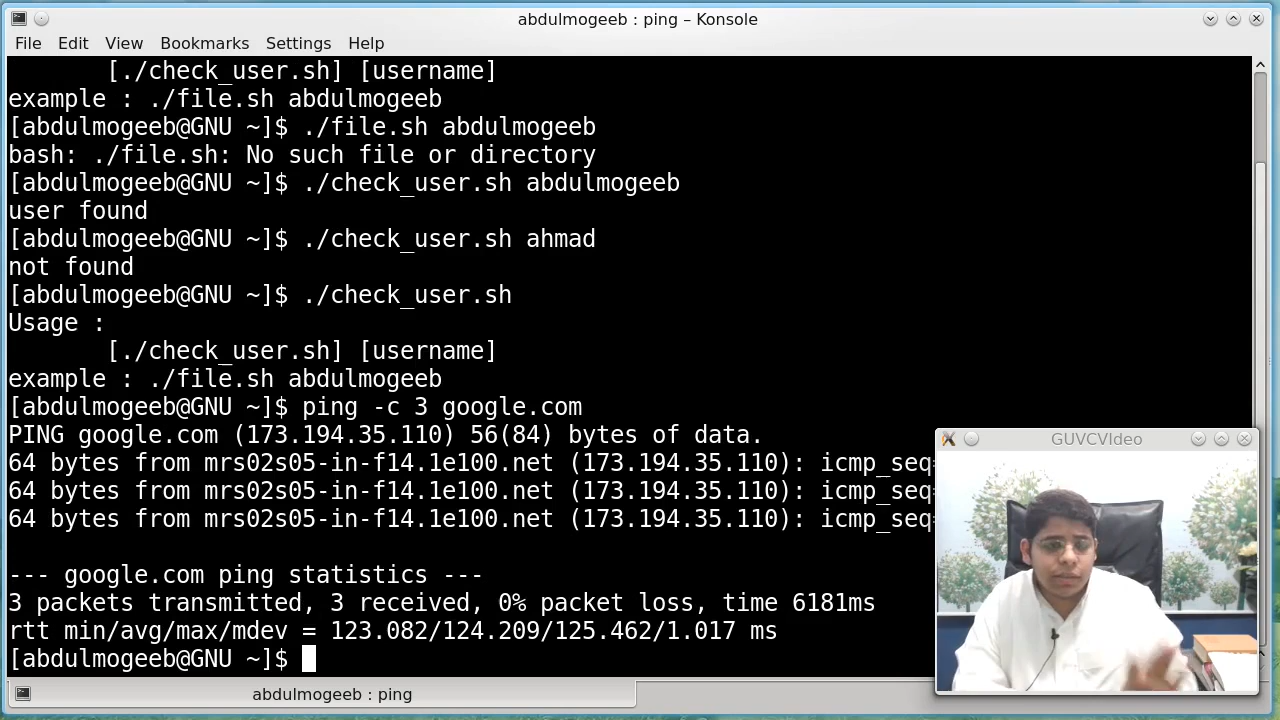 abdulmogeeb : ping – Konsole
File Edit View Bookmarks Settings Help
[./check_user.sh] [username]
example : ./file.sh abdulmogeeb
[abdulmogeeb@GNU ~]$ ./file.sh abdulmogeeb
bash: ./file.sh: No such file or directory
[abdulmogeeb@GNU ~]$ ./check_user.sh abdulmogeeb
user found
[abdulmogeeb@GNU ~]$ ./check_user.sh ahmad
not found
[abdulmogeeb@GNU ~]$ ./check_user.sh
Usage :
[./check_user.sh] [username]
example : ./file.sh abdulmogeeb
[abdulmogeeb@GNU ~]$ ping -c 3 google.com
PING google.com (173.194.35.110) 56(84) bytes of data.
64 bytes from mrs02s05-in-f14.1e100.net (173.194.35.110): icmp_seq=
64 bytes from mrs02s05-in-f14.1e100.net (173.194.35.110): icmp_seq=
64 bytes from mrs02s05-in-f14.1e100.net (173.194.35.110): icmp_seq=
--- google.com ping statistics ---
3 packets transmitted, 3 received, 0% packet loss, time 6181ms
rtt min/avg/max/mdev = 123.082/124.209/125.462/1.017 ms
[abdulmogeeb@GNU ~]$
GUVCVIdeo
abdulmogeeb : ping